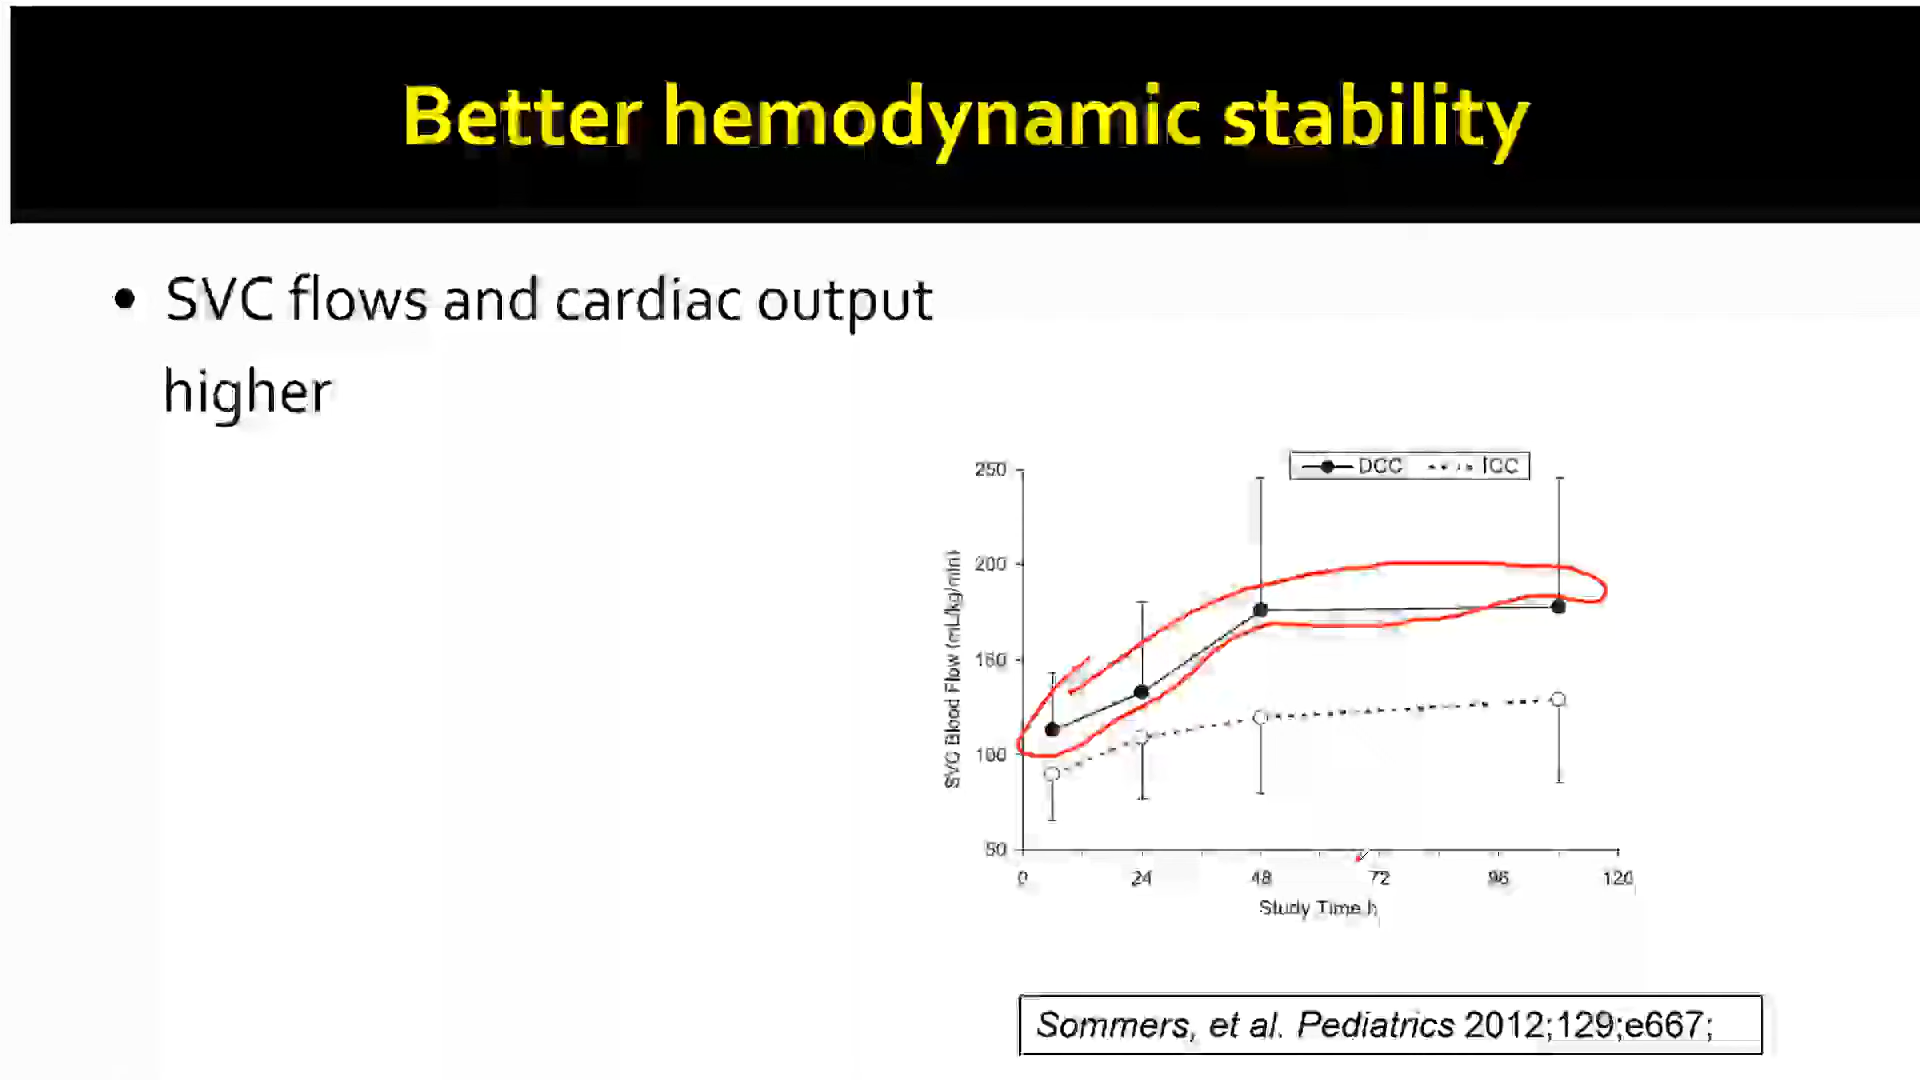 Better hemodynamic stability
• SVC flows and cardiac output
higher
DCC ICC
250
200
150
100
50
SVC Blood Flow (mL/kg/min)
0 24 48 72 96 120
Study Time h
Sommers, et al. Pediatrics 2012;129;e667;